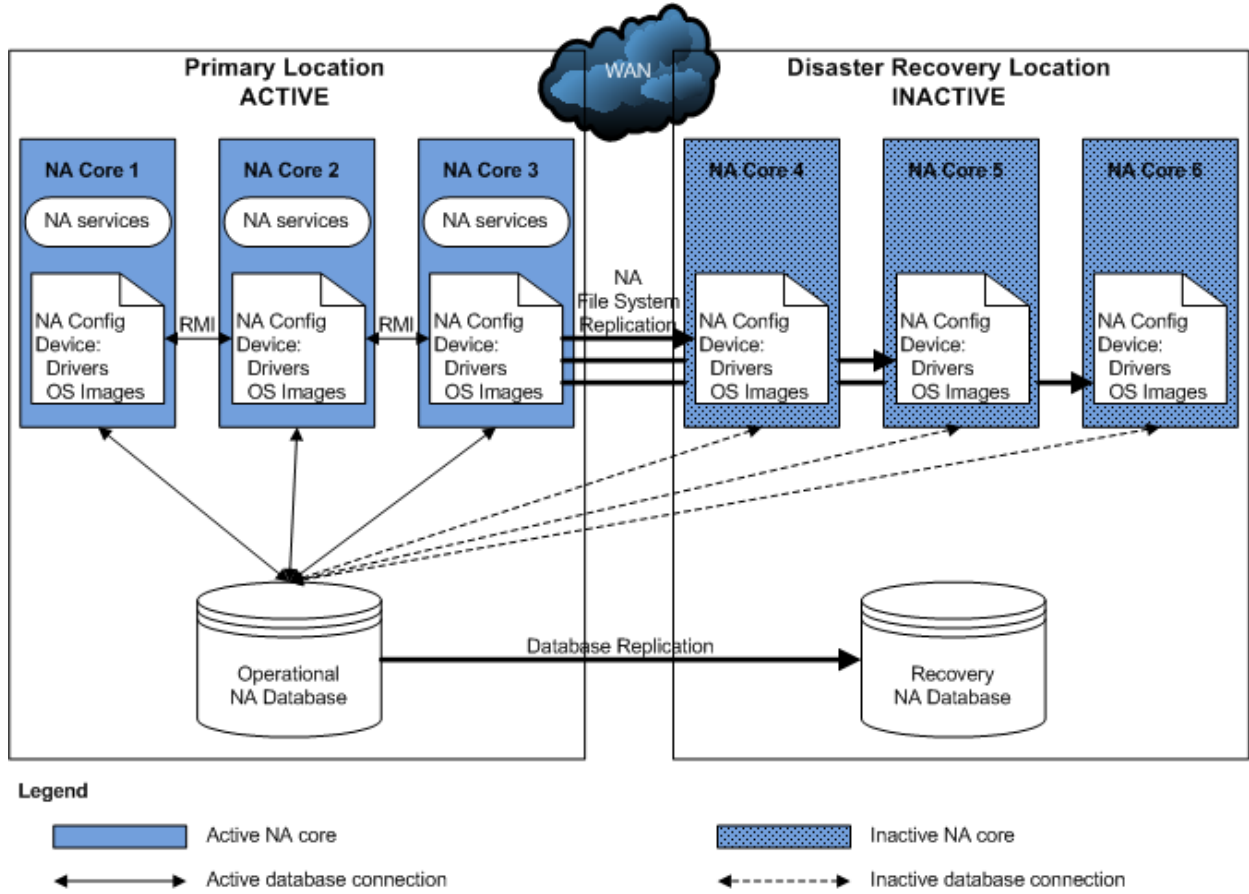 WAN
Primary Location
ACTIVE
Disaster Recovery Location
INACTIVE
NA Core 1
NA Core 2
NA Core 3
NA Core 4
NA Core 5
NA Core 6
NA services
NA services
NA services
NA
File System
Replication
NA Config
Device:
Drivers
OS Images
RMI
NA Config
Device:
Drivers
OS Images
RMI
NA Config
Device:
Drivers
OS Images
NA Config
Device:
Drivers
OS Images
NA Config
Device:
Drivers
OS Images
NA Config
Device:
Drivers
OS Images
Operational
NA Database
Database Replication
Recovery
NA Database
Legend
Active NA core
Inactive NA core
Active database connection
Inactive database connection